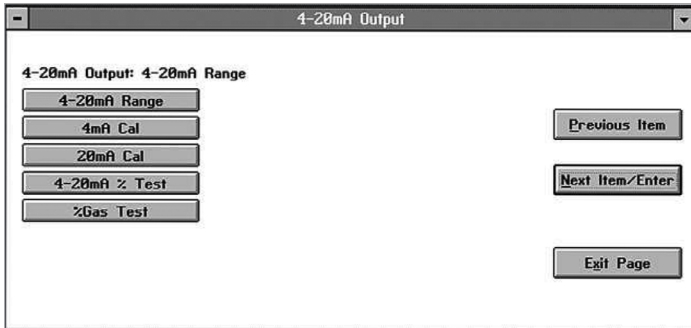 4-20mA Output
4-20mA Output: 4-20mA Range
4-20mA Range
4mA Cal
20mA Cal
4-20mA % Test
%Gas Test
Previous Item
Next Item/Enter
Exit Page